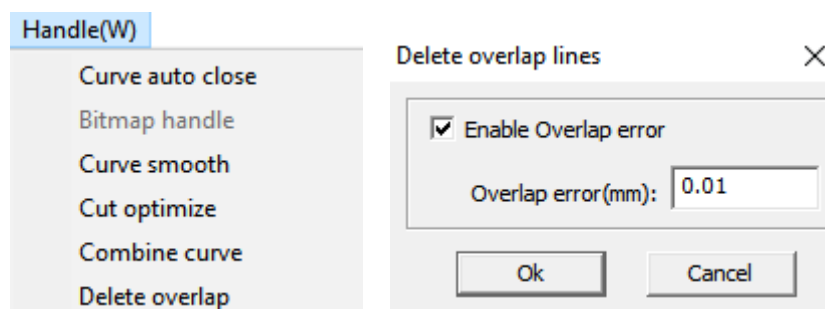 Handle(W)
Curve auto close
Bitmap handle
Curve smooth
Cut optimize
Combine curve
Delete overlap
Delete overlap lines
Enable Overlap error
Overlap error(mm): 0.01
Ok Cancel